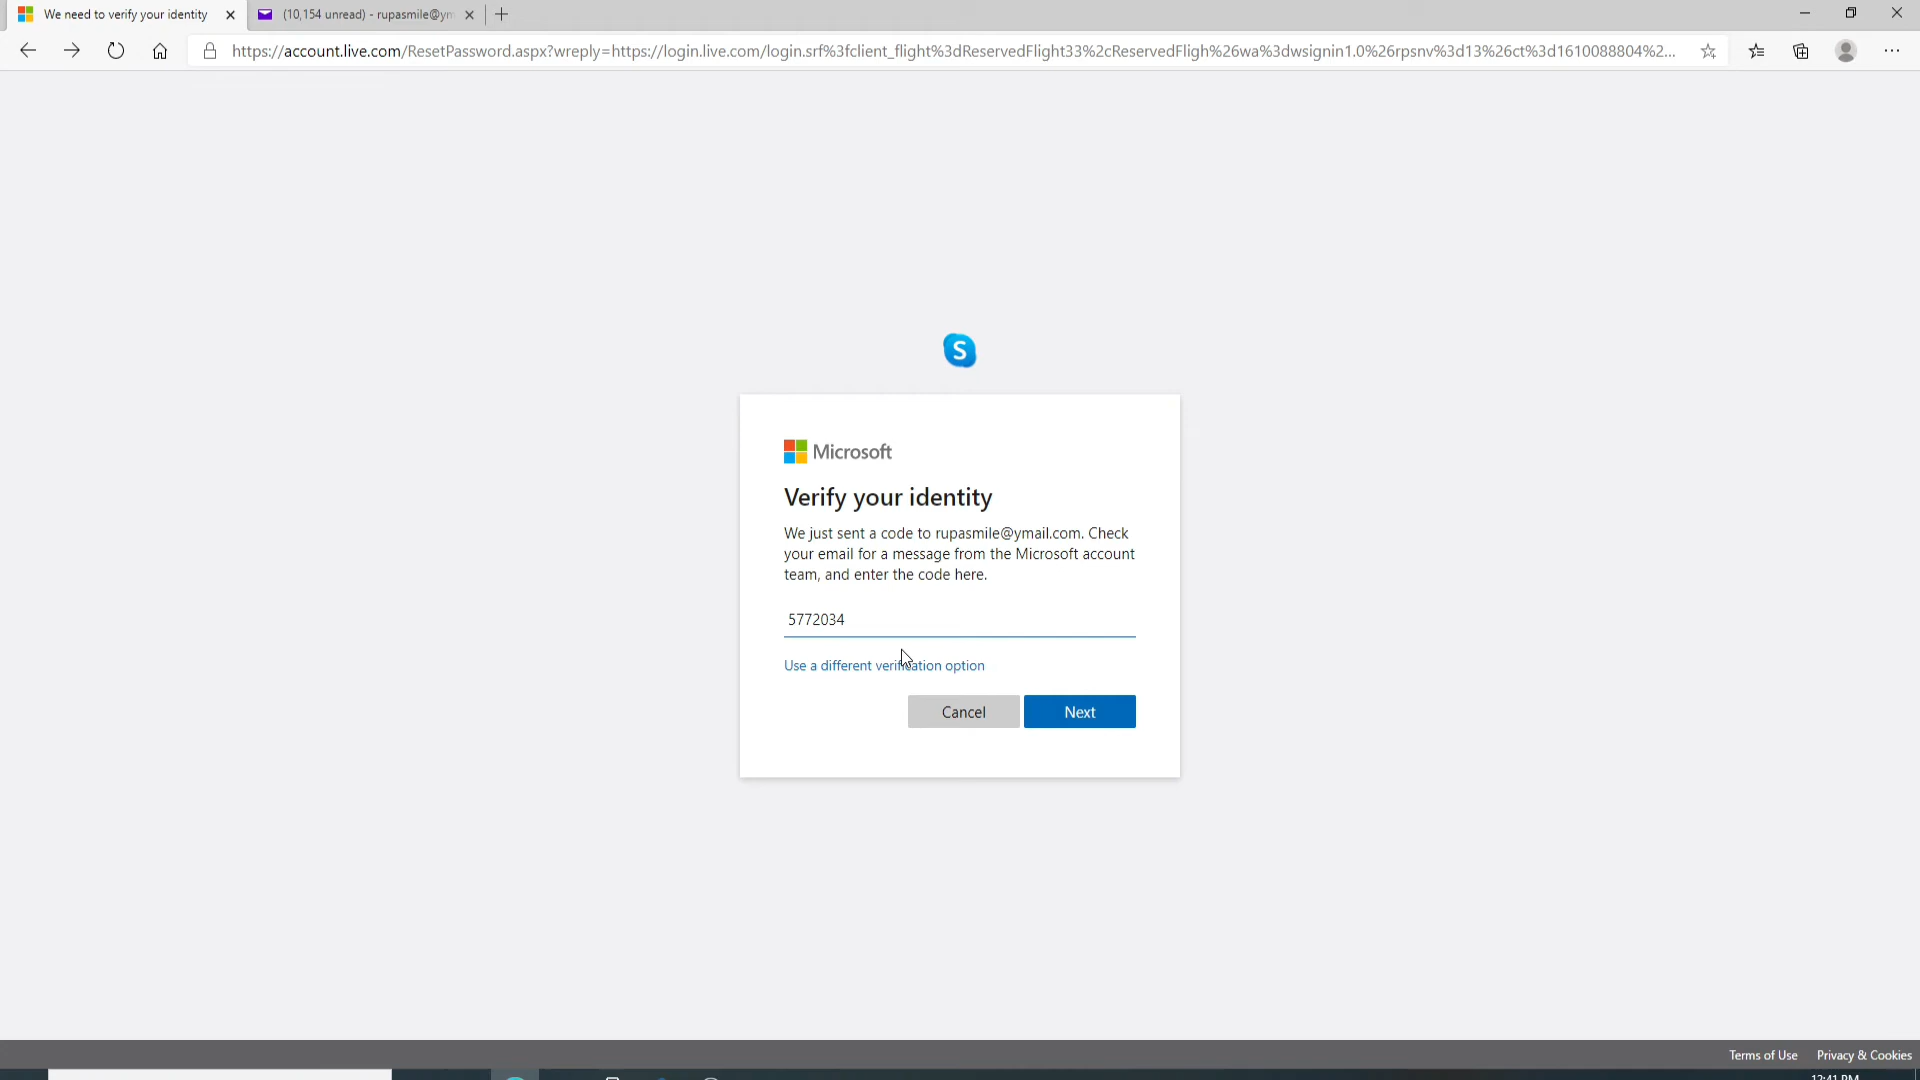 We need to verify your identity
(10,154 unread) - rupasmile@ym
https://account.live.com/ResetPassword.aspx?wreply=https://login.live.com/login.srf%3fclient_flight%3dReservedFlight33%2cReservedFligh%26wa%3dwsignin1.0%26rpsnv%3d13%26ct%3d1610088804%2...
S
Microsoft
Verify your identity
We just sent a code to rupasmile@ymail.com. Check
your email for a message from the Microsoft account
team, and enter the code here.
5772034
Use a different verification option
Cancel
Next
Terms of Use
Privacy & Cookies
12:41 PM